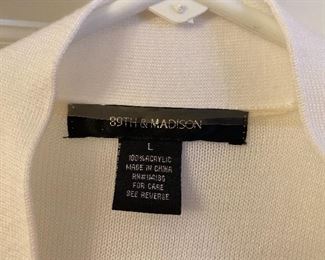 89TH & MADISON
L
100% ACRYLIC
MADE IN CHINA
FOR CARE
SEE REVERSE